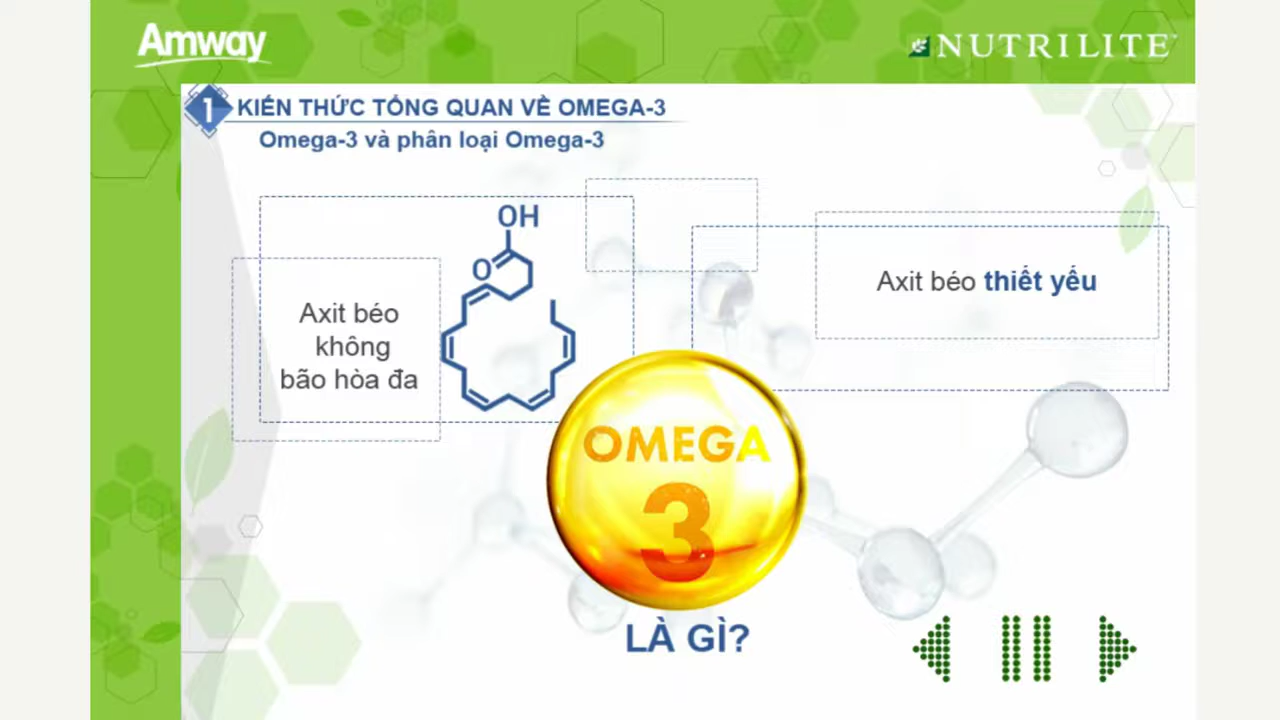 Amway
NUTRILITE™
1
KIẾN THỨC TỔNG QUAN VỀ OMEGA-3
Omega-3 và phân loại Omega-3
OH
O
Axit béo
không
bão hòa đa
Axit béo thiết yếu
OMEGA
3
LÀ GÌ?